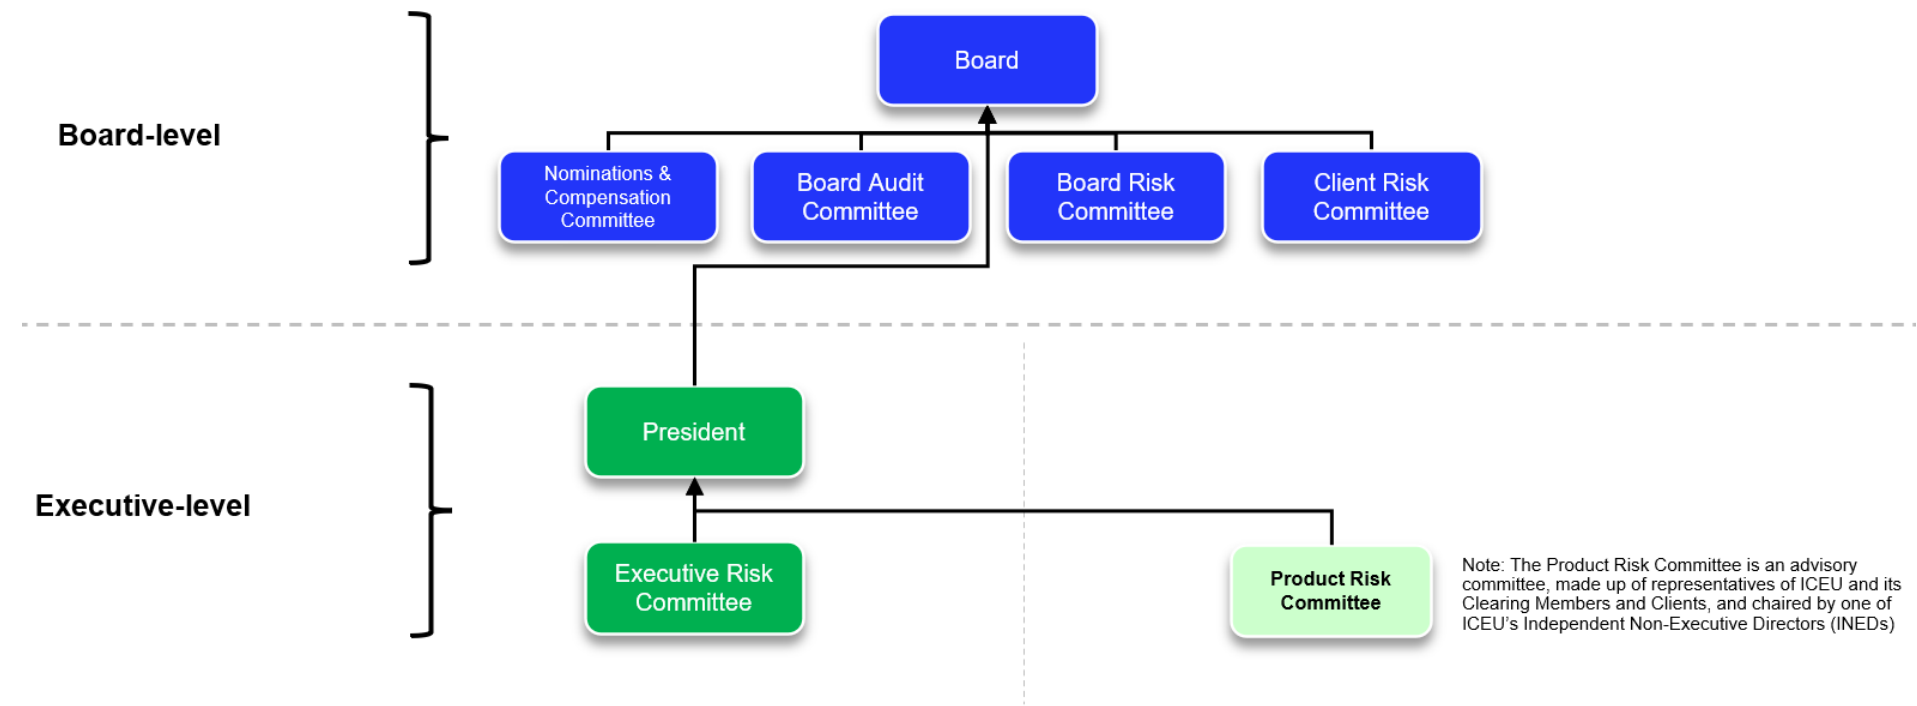 Board
Board-level
Nominations &
Compensation
Committee
Board Audit
Committee
Board Risk
Committee
Client Risk
Committee
President
Executive-level
Executive Risk
Committee
Product Risk
Committee
Note: The Product Risk Committee is an advisory
committee, made up of representatives of ICEU and its
Clearing Members and Clients, and chaired by one of
ICEU’s Independent Non-Executive Directors (INEDs)